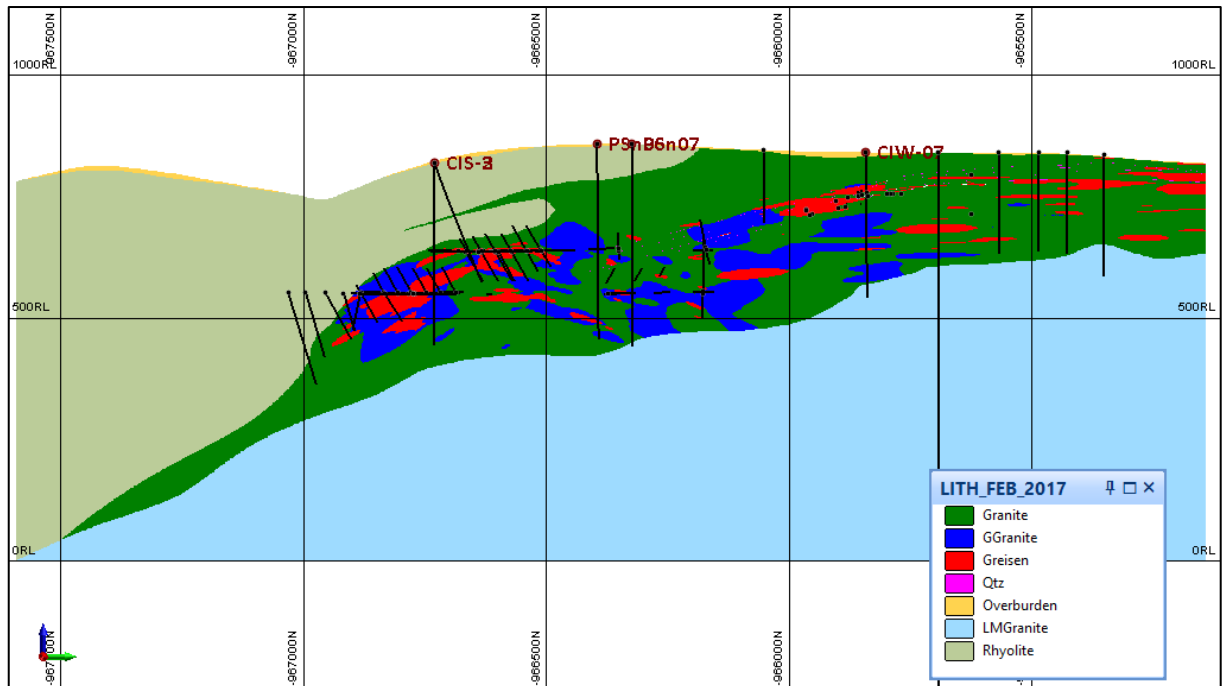 -967500N
-967000N
-966500N
-966000N
-965500N
1000RL
1000RL
CIS-3
CIW-07
500RL
500RL
0RL
0RL
LITH_FEB_2017
Granite
GGranite
Greisen
Qtz
Overburden
LMGranite
Rhyolite
-967000N
-966500N
-966000N
-965500N